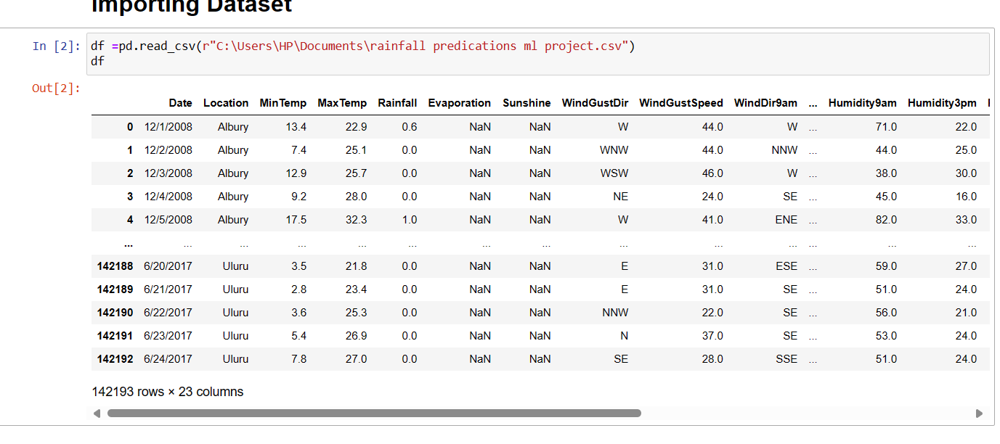 Importing Dataset
In [2]: df =pd.read_csv(r"C:\Users\HP\Documents\rainfall predications ml project.csv")
df
Out[2]:
Date Location MinTemp MaxTemp Rainfall Evaporation Sunshine WindGustDir WindGustSpeed WindDir9am ... Humidity9am Humidity3pm
0 12/1/2008 Albury 13.4 22.9 0.6 NaN NaN W 44.0 W ... 71.0 22.0
1 12/2/2008 Albury 7.4 25.1 0.0 NaN NaN WNW 44.0 NNW ... 44.0 25.0
2 12/3/2008 Albury 12.9 25.7 0.0 NaN NaN WSW 46.0 W ... 38.0 30.0
3 12/4/2008 Albury 9.2 28.0 0.0 NaN NaN NE 24.0 SE ... 45.0 16.0
4 12/5/2008 Albury 17.5 32.3 1.0 NaN NaN W 41.0 ENE ... 82.0 33.0
... ... ... ... ... ... ... ... ... ... ... ... ... ...
142188 6/20/2017 Uluru 3.5 21.8 0.0 NaN NaN E 31.0 ESE ... 59.0 27.0
142189 6/21/2017 Uluru 2.8 23.4 0.0 NaN NaN E 31.0 SE ... 51.0 24.0
142190 6/22/2017 Uluru 3.6 25.3 0.0 NaN NaN NNW 22.0 SE ... 56.0 21.0
142191 6/23/2017 Uluru 5.4 26.9 0.0 NaN NaN N 37.0 SE ... 53.0 24.0
142192 6/24/2017 Uluru 7.8 27.0 0.0 NaN NaN SE 28.0 SSE ... 51.0 24.0
142193 rows × 23 columns